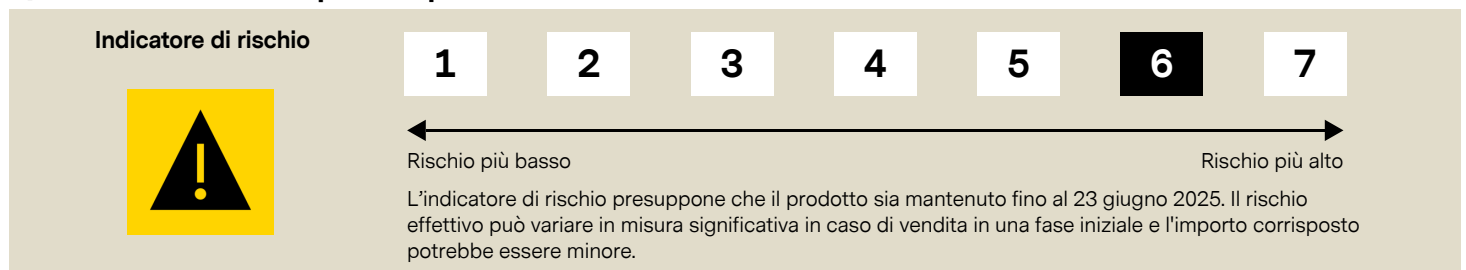 Indicatore di rischio
1 2 3 4 5 6 7
Rischio più basso Rischio più alto
L'indicatore di rischio presuppone che il prodotto sia mantenuto fino al 23 giugno 2025. Il rischio
effettivo può variare in misura significativa in caso di vendita in una fase iniziale e l'importo corrisposto
potrebbe essere minore.